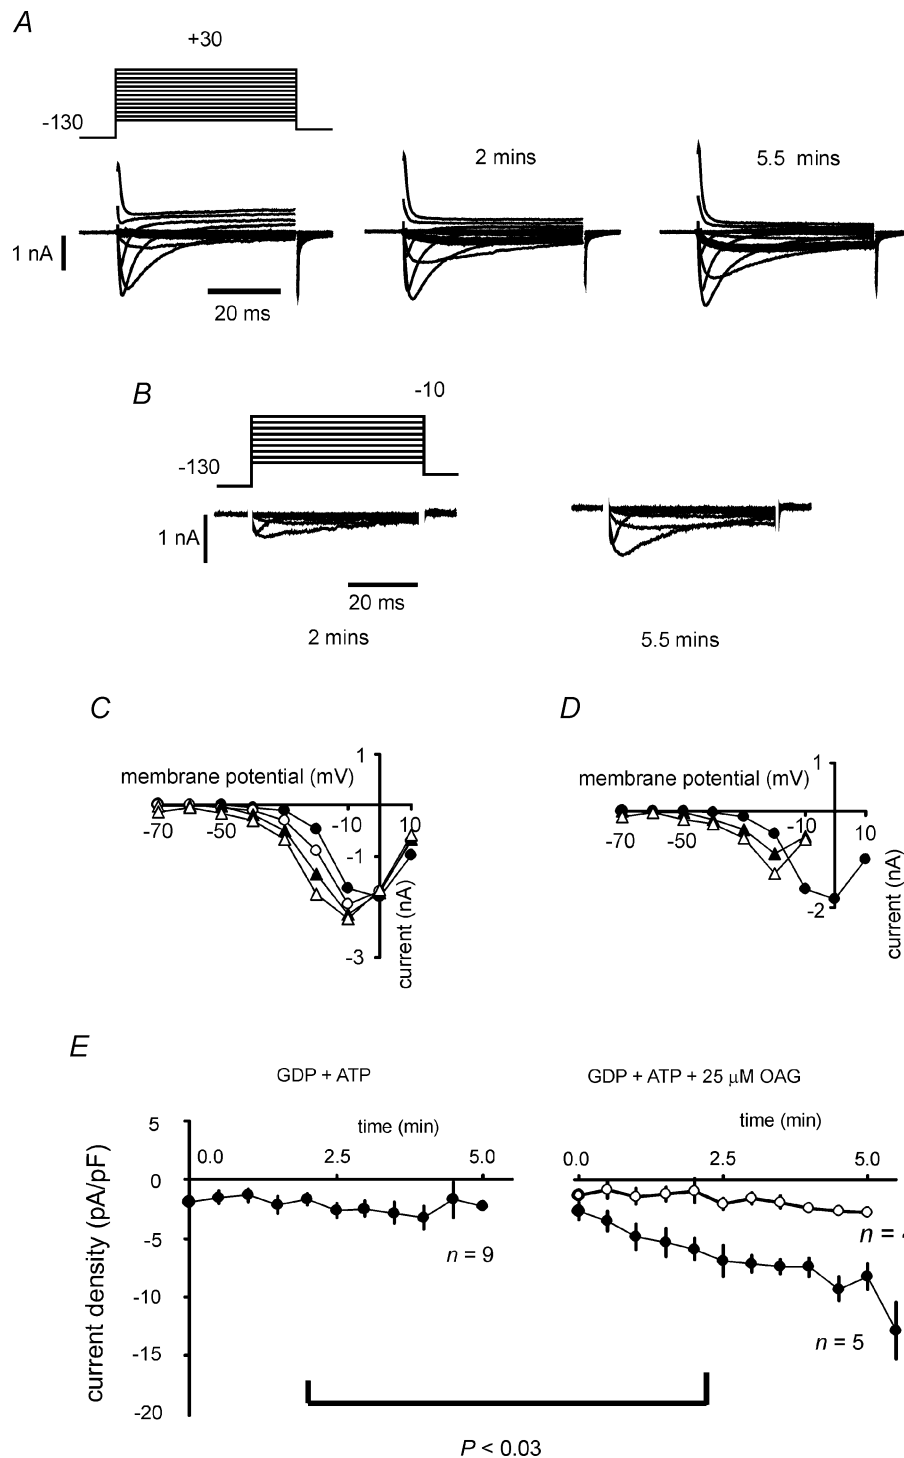 A
+30
-130
2 mins
5.5 mins
1 nA
20 ms
B
-10
-130
1 nA
20 ms
2 mins
5.5 mins
C
D
1
membrane potential (mV)
-70
-50
-10
10
-1
-3
current (nA)
1
membrane potential (mV)
-70
-50
-10
10
-2
current (nA)
E
GDP + ATP
GDP + ATP + 25 μM OAG
time (min)
time (min)
5
0
-5
-10
-15
-20
current density (pA/pF)
0.0
2.5
5.0
0.0
2.5
5.0
n = 9
n =
n = 5
P < 0.03